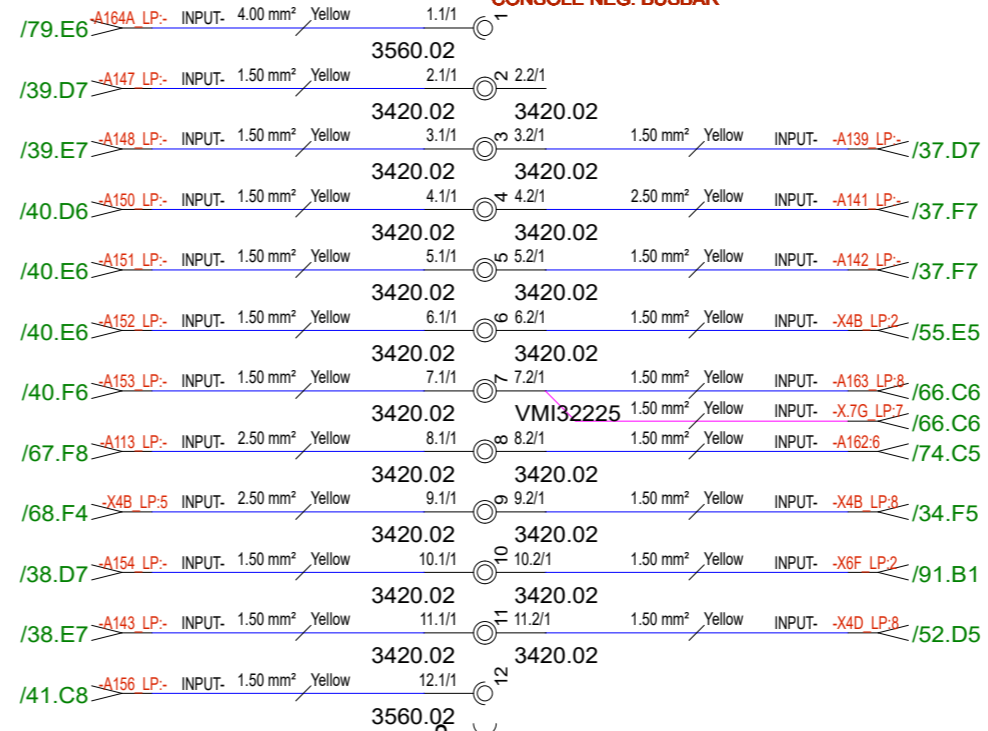 CONSOLE NEG. BUSBAR
/79.E6 -A164A_LP:- INPUT- 4.00 mm² Yellow 1.1/1 1
3560.02
/39.D7 -A147_LP:- INPUT- 1.50 mm² Yellow 2.1/1 2 2.2/1
3420.02 3420.02
/39.E7 -A148_LP:- INPUT- 1.50 mm² Yellow 3.1/1 3 3.2/1 1.50 mm² Yellow INPUT- -A139_LP:- /37.D7
3420.02 3420.02
/40.D6 -A150_LP:- INPUT- 1.50 mm² Yellow 4.1/1 4 4.2/1 2.50 mm² Yellow INPUT- -A141_LP:- /37.F7
3420.02 3420.02
/40.E6 -A151_LP:- INPUT- 1.50 mm² Yellow 5.1/1 5 5.2/1 1.50 mm² Yellow INPUT- -A142_LP:- /37.F7
3420.02 3420.02
/40.E6 -A152_LP:- INPUT- 1.50 mm² Yellow 6.1/1 6 6.2/1 1.50 mm² Yellow INPUT- -X4B_LP:2 /55.E5
3420.02 3420.02
/40.F6 -A153_LP:- INPUT- 1.50 mm² Yellow 7.1/1 7 7.2/1 1.50 mm² Yellow INPUT- -A163_LP:8 /66.C6
3420.02 VMI32225 1.50 mm² Yellow INPUT- -X.7G_LP:7 /66.C6
/67.F8 -A113_LP:- INPUT- 2.50 mm² Yellow 8.1/1 8 8.2/1 1.50 mm² Yellow INPUT- -A162:6 /74.C5
3420.02 3420.02
/68.F4 -X4B_LP:5 INPUT- 2.50 mm² Yellow 9.1/1 9 9.2/1 1.50 mm² Yellow INPUT- -X4B_LP:8 /34.F5
3420.02 3420.02
/38.D7 -A154_LP:- INPUT- 1.50 mm² Yellow 10.1/1 10 10.2/1 1.50 mm² Yellow INPUT- -X6F_LP:2 /91.B1
3420.02 3420.02
/38.E7 -A143_LP:- INPUT- 1.50 mm² Yellow 11.1/1 11 11.2/1 1.50 mm² Yellow INPUT- -X4D_LP:8 /52.D5
3420.02 3420.02
/41.C8 -A156_LP:- INPUT- 1.50 mm² Yellow 12.1/1 12
3560.02